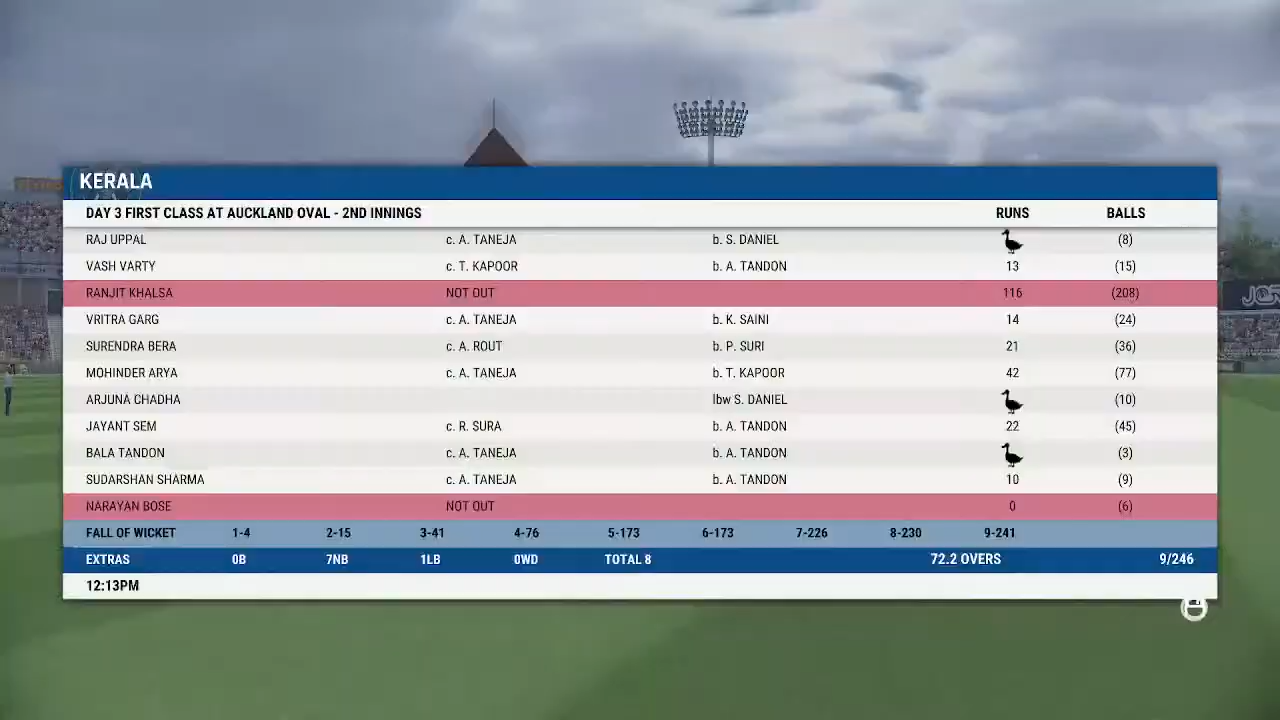 KERALA
DAY 3 FIRST CLASS AT AUCKLAND OVAL - 2ND INNINGS RUNS BALLS
RAJ UPPAL c. A. TANEJA b. S. DANIEL (8)
VASH VARTY c. T. KAPOOR b. A. TANDON 13 (15)
RANJIT KHALSA NOT OUT 116 (208)
VRITRA GARG c. A. TANEJA b. K. SAINI 14 (24)
SURENDRA BERA c. A. ROUT b. P. SURI 21 (36)
MOHINDER ARYA c. A. TANEJA b. T. KAPOOR 42 (77)
ARJUNA CHADHA lbw S. DANIEL (10)
JAYANT SEM c. R. SURA b. A. TANDON 22 (45)
BALA TANDON c. A. TANEJA b. A. TANDON (3)
SUDARSHAN SHARMA c. A. TANEJA b. A. TANDON 10 (9)
NARAYAN BOSE NOT OUT 0 (6)
FALL OF WICKET 1-4 2-15 3-41 4-76 5-173 6-173 7-226 8-230 9-241
EXTRAS 0B 7NB 1LB 0WD TOTAL 8 72.2 OVERS 9/246
12:13PM